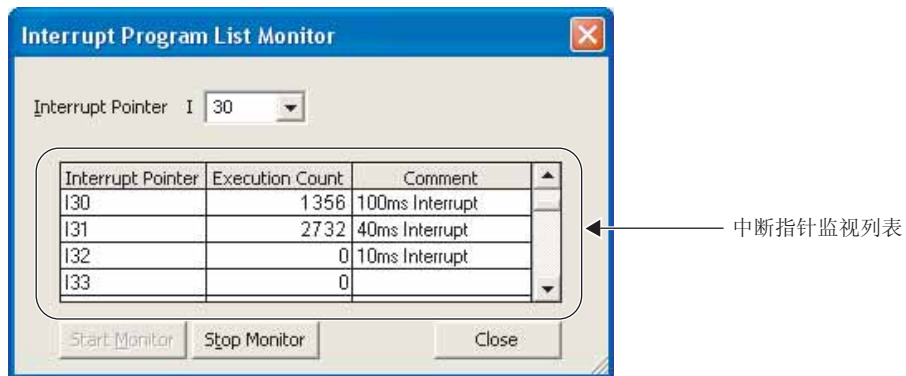 Interrupt Program List Monitor
Interrupt Pointer I 30
Interrupt Pointer Execution Count Comment
I30 1356 100ms Interrupt
I31 2732 40ms Interrupt
I32 0 10ms Interrupt
I33 0
中断指针监视列表
Start Monitor Stop Monitor Close